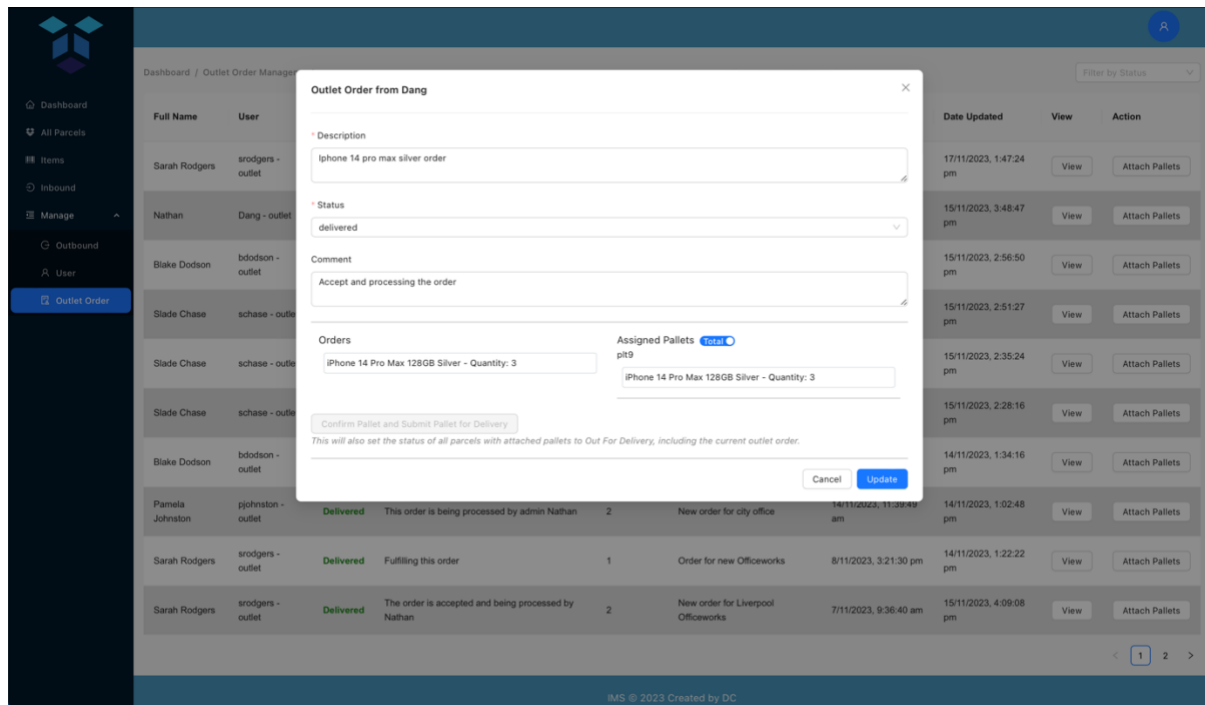 Dashboard / Outlet Order Manage
Filter by Status
Dashboard
All Parcels
Items
Inbound
Manage
Outbound
User
Outlet Order
Full Name User Date Updated View Action
Sarah Rodgers srodgers - outlet 17/11/2023, 1:47:24 pm View Attach Pallets
Nathan Dang - outlet 15/11/2023, 3:48:47 pm View Attach Pallets
Blake Dodson bdodson - outlet 15/11/2023, 2:56:50 pm View Attach Pallets
Slade Chase schase - outle 15/11/2023, 2:51:27 pm View Attach Pallets
Slade Chase schase - outle 15/11/2023, 2:35:24 pm View Attach Pallets
Slade Chase schase - outle 15/11/2023, 2:28:16 pm View Attach Pallets
Blake Dodson bdodson - outlet 14/11/2023, 1:34:16 pm View Attach Pallets
Pamela Johnston pjohnston - outlet Delivered This order is being processed by admin Nathan 2 New order for city office 14/11/2023, 11:39:49 am 14/11/2023, 1:02:48 pm View Attach Pallets
Sarah Rodgers srodgers - outlet Delivered Fulfilling this order 1 Order for new Officeworks 8/11/2023, 3:21:30 pm 14/11/2023, 1:22:22 pm View Attach Pallets
Sarah Rodgers srodgers - outlet Delivered The order is accepted and being processed by Nathan 2 New order for Liverpool Officeworks 7/11/2023, 9:36:40 am 15/11/2023, 4:09:08 pm View Attach Pallets
Outlet Order from Dang
* Description
Iphone 14 pro max silver order
* Status
delivered
Comment
Accept and processing the order
Orders
iPhone 14 Pro Max 128GB Silver - Quantity: 3
Assigned Pallets Total
plt9
iPhone 14 Pro Max 128GB Silver - Quantity: 3
Confirm Pallet and Submit Pallet for Delivery
This will also set the status of all parcels with attached pallets to Out For Delivery, including the current outlet order.
Cancel Update
< 1 2 >
IMS © 2023 Created by DC